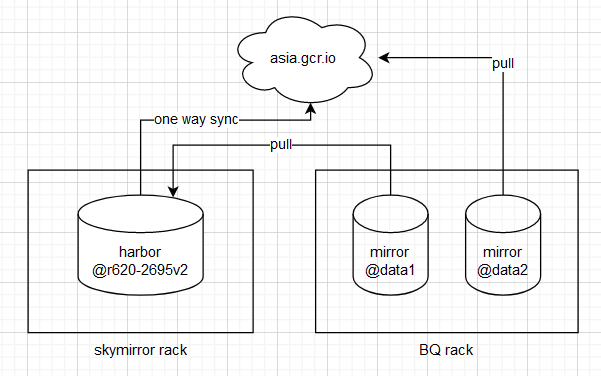 asia.gcr.io
pull
one way sync
pull
harbor
@r620-2695v2
mirror
@data1
mirror
@data2
skymirror rack
BQ rack